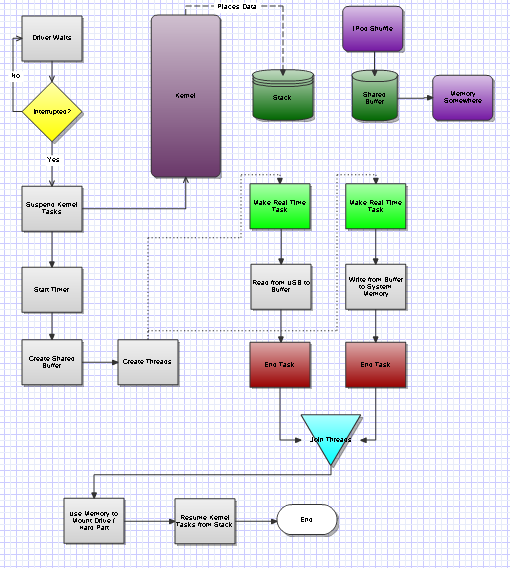 Places Data
Driver Waits
No
Interrupted?
Yes
Kernel
Stack
IPod Shuffle
Shared
Buffer
Memory
Somewhere
Suspend Kernel
Tasks
Make Real Time
Task
Make Real Time
Task
Start Timer
Read from USB to
Buffer
Write from Buffer
to System
Memory
Create Shared
Buffer
Create Threads
End Task
End Task
Join Threads
Use Memory to
Mount Drive /
Hard Part
Resume Kernel
Tasks from Stack
End